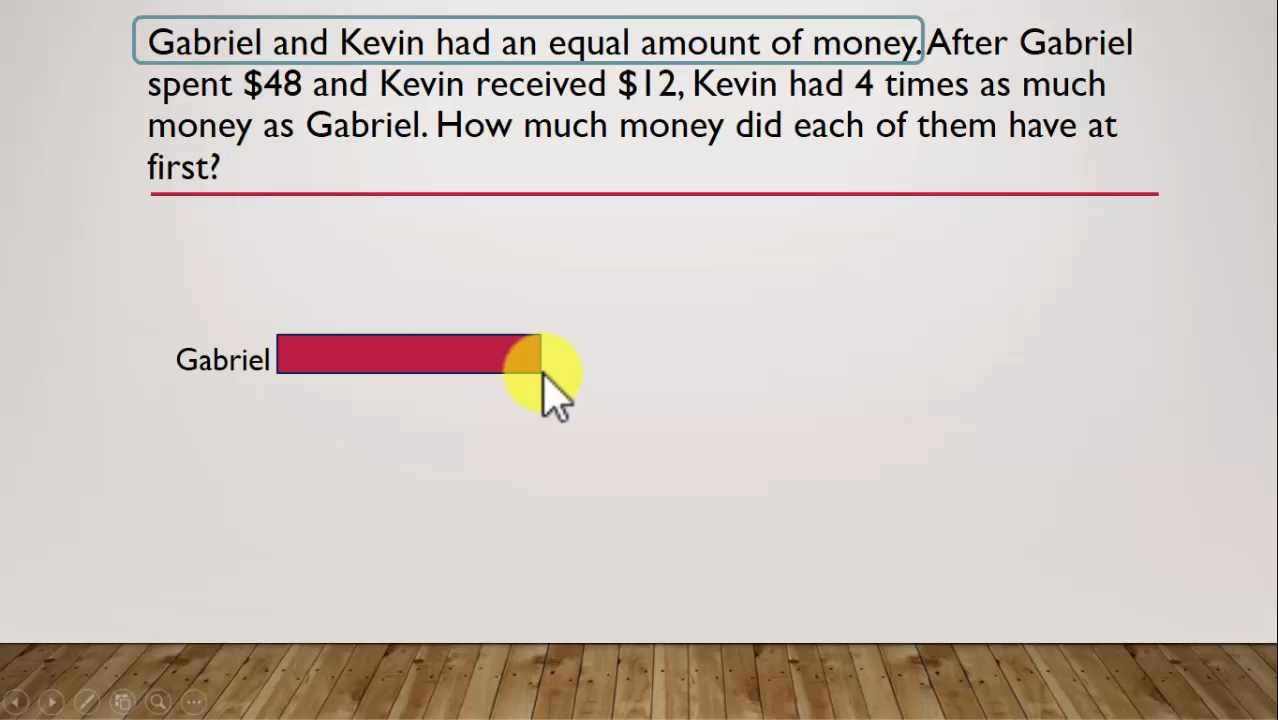 Gabriel and Kevin had an equal amount of money. After Gabriel
spent $48 and Kevin received $12, Kevin had 4 times as much
money as Gabriel. How much money did each of them have at
first?
Gabriel